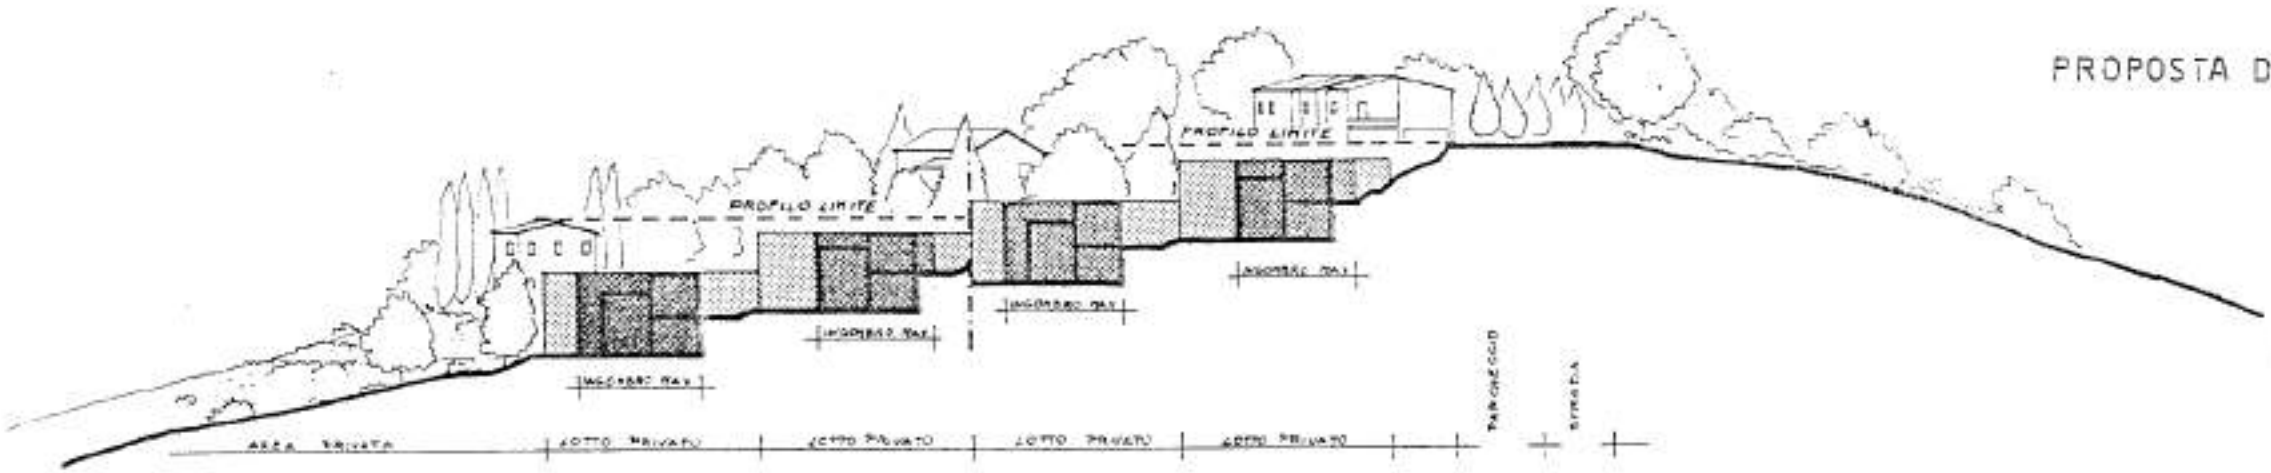 PROPOSTA D
PROFILO LIMITE
PROFILO LIMITE
INGOMBRO MAX
INGOMBRO MAX
INGOMBRO MAX
INGOMBRO MAX
PARCHEGGIO
STRADA
AREA PRIVATA
LOTTO PRIVATO
LOTTO PRIVATO
LOTTO PRIVATO
LOTTO PRIVATO